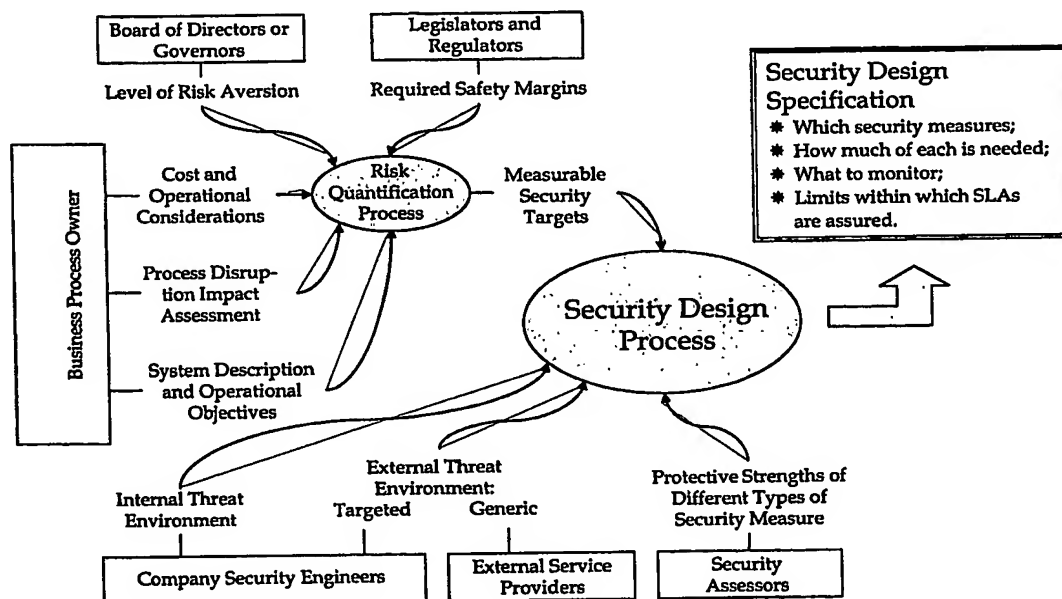 Board of Directors or
Governors
Legislators and
Regulators
Level of Risk Aversion
Required Safety Margins
Security Design
Specification
✷ Which security measures;
✷ How much of each is needed;
✷ What to monitor;
✷ Limits within which SLAs
are assured.
Business Process Owner
Cost and
Operational
Considerations
Risk
Quantification
Process
Measurable
Security
Targets
Process Disrup-
tion Impact
Assessment
Security Design
Process
System Description
and Operational
Objectives
Internal Threat
Environment
External Threat
Environment:
Targeted
Generic
Protective Strengths of
Different Types of
Security Measure
Company Security Engineers
External Service
Providers
Security
Assessors